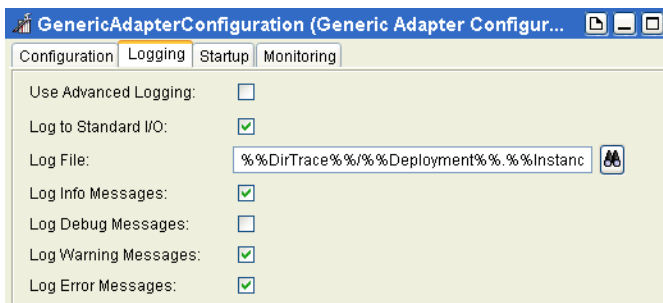 GenericAdapterConfiguration (Generic Adapter Configur...
Configuration Logging Startup Monitoring
Use Advanced Logging:
Log to Standard I/O:
Log File: %%DirTrace%%/%%Deployment%%.%%Instanc
Log Info Messages:
Log Debug Messages:
Log Warning Messages:
Log Error Messages: